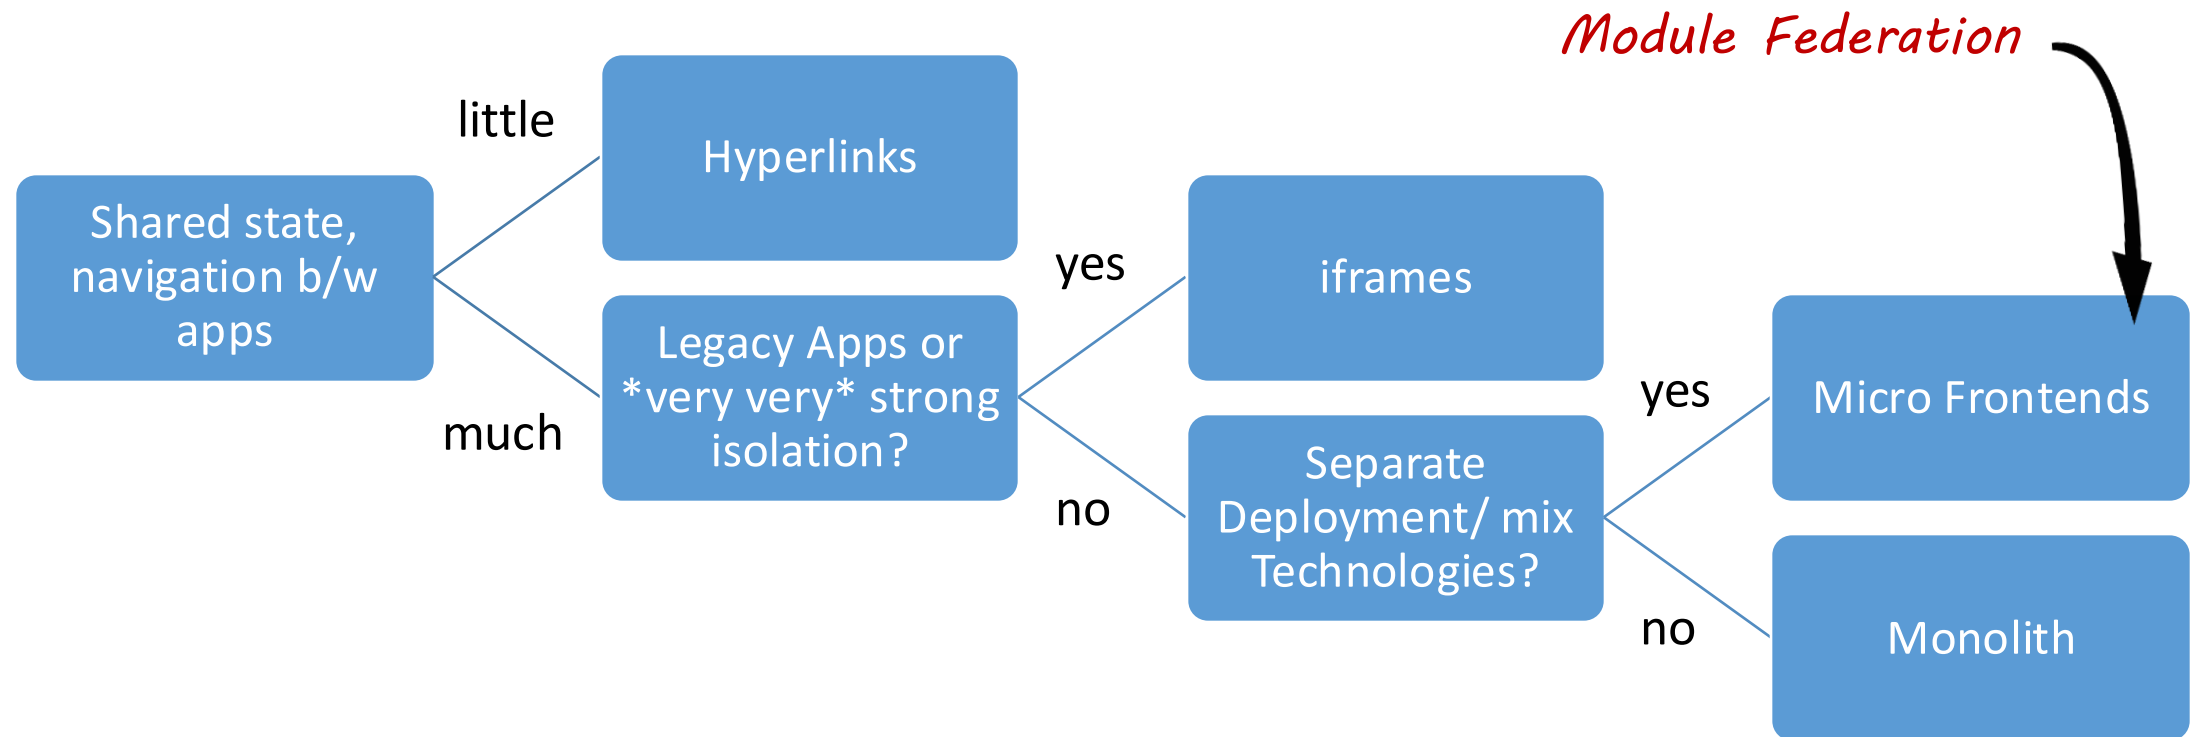 Module Federation
little
Hyperlinks
Shared state,
navigation b/w
apps
yes
iframes
Legacy Apps or
*very very* strong
isolation?
much
yes
Micro Frontends
no
Separate
Deployment/ mix
Technologies?
no
Monolith